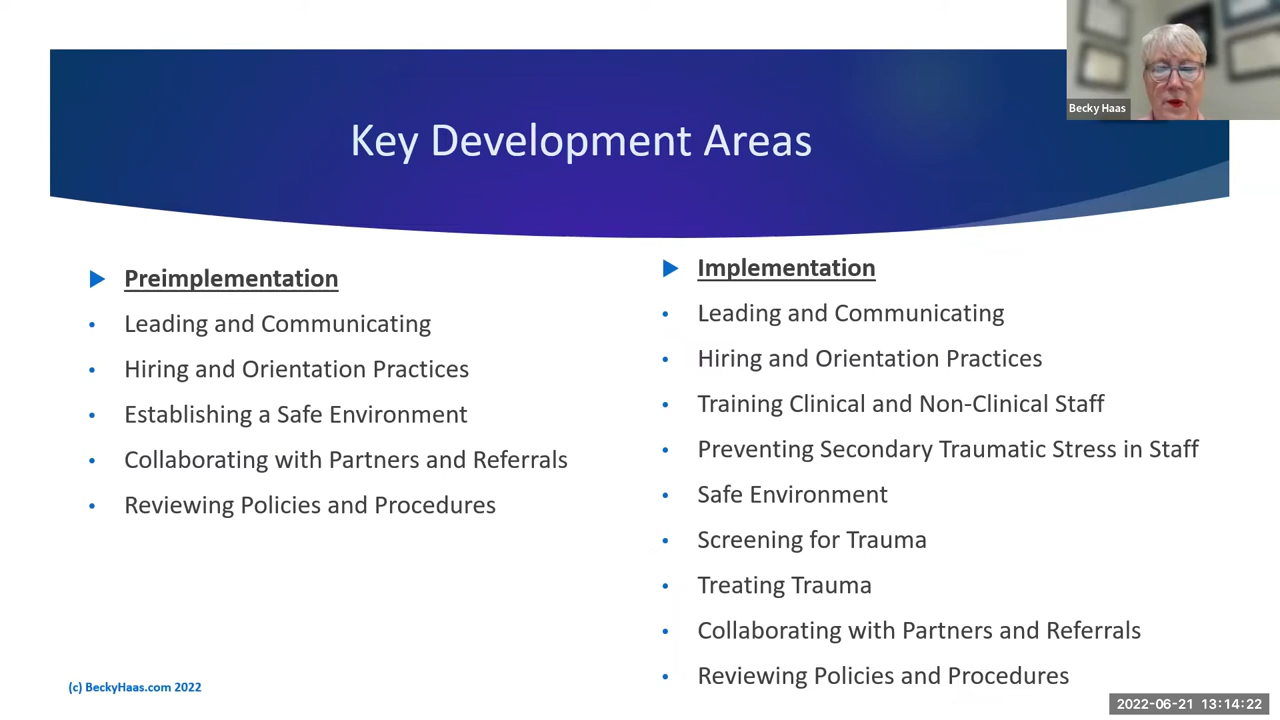 Becky Haas
Key Development Areas
Preimplementation
Leading and Communicating
Hiring and Orientation Practices
Establishing a Safe Environment
Collaborating with Partners and Referrals
Reviewing Policies and Procedures
Implementation
Leading and Communicating
Hiring and Orientation Practices
Training Clinical and Non-Clinical Staff
Preventing Secondary Traumatic Stress in Staff
Safe Environment
Screening for Trauma
Treating Trauma
Collaborating with Partners and Referrals
Reviewing Policies and Procedures
(c) BeckyHaas.com 2022
2022-06-21 13:14:22